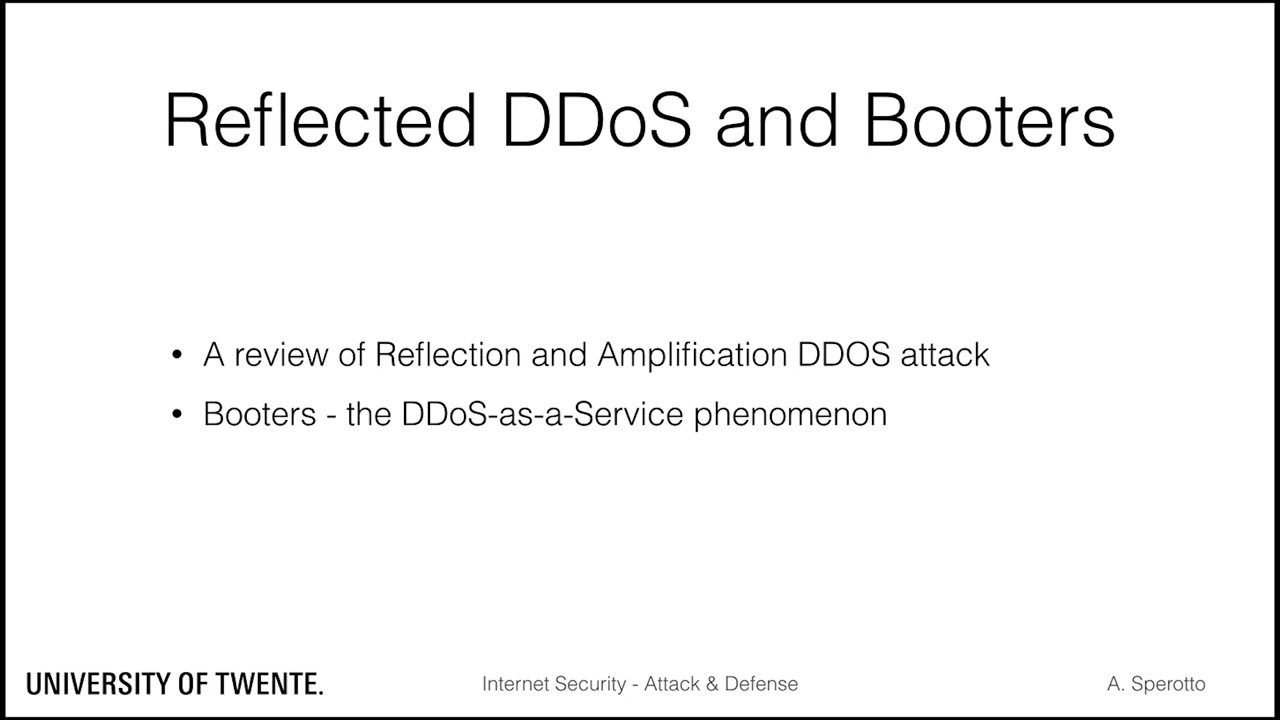 Reflected DDoS and Booters
• A review of Reflection and Amplification DDOS attack
• Booters - the DDoS-as-a-Service phenomenon
UNIVERSITY OF TWENTE.
Internet Security - Attack & Defense
A. Sperotto